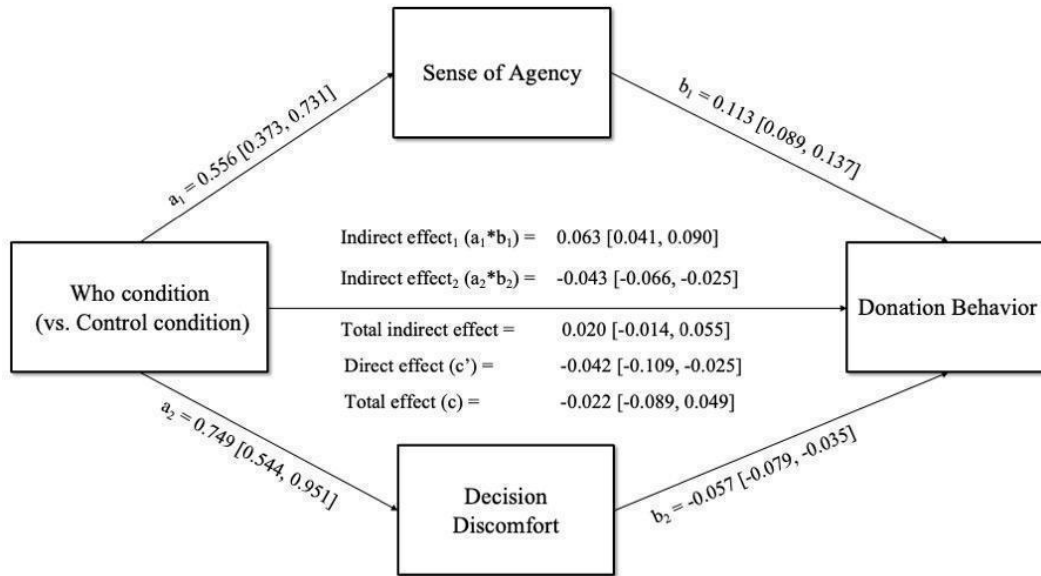 Sense of Agency
a₁ = 0.556 [0.373, 0.731]
b₁ = 0.113 [0.089, 0.137]
Indirect effect₁ (a₁*b₁) = 0.063 [0.041, 0.090]
Indirect effect₂ (a₂*b₂) = -0.043 [-0.066, -0.025]
Who condition
(vs. Control condition)
Donation Behavior
Total indirect effect = 0.020 [-0.014, 0.055]
Direct effect (c’) = -0.042 [-0.109, -0.025]
Total effect (c) = -0.022 [-0.089, 0.049]
a₂ = 0.749 [0.544, 0.951]
b₂ = -0.057 [-0.079, -0.035]
Decision
Discomfort